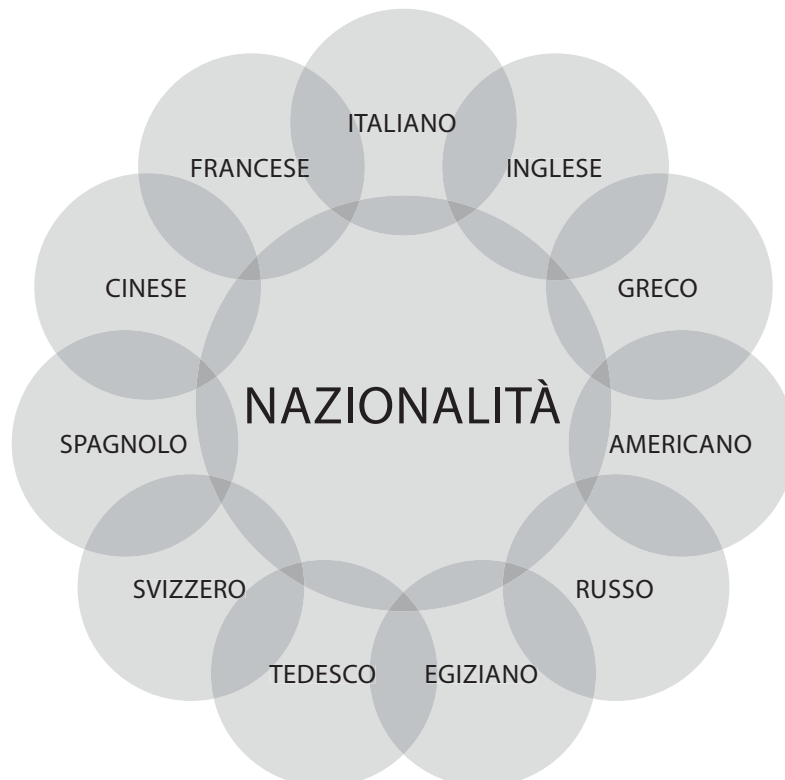 ITALIANO
FRANCESE
INGLESE
CINESE
GRECO
NAZIONALITÀ
SPAGNOLO
AMERICANO
SVIZZERO
RUSSO
TEDESCO
EGIZIANO